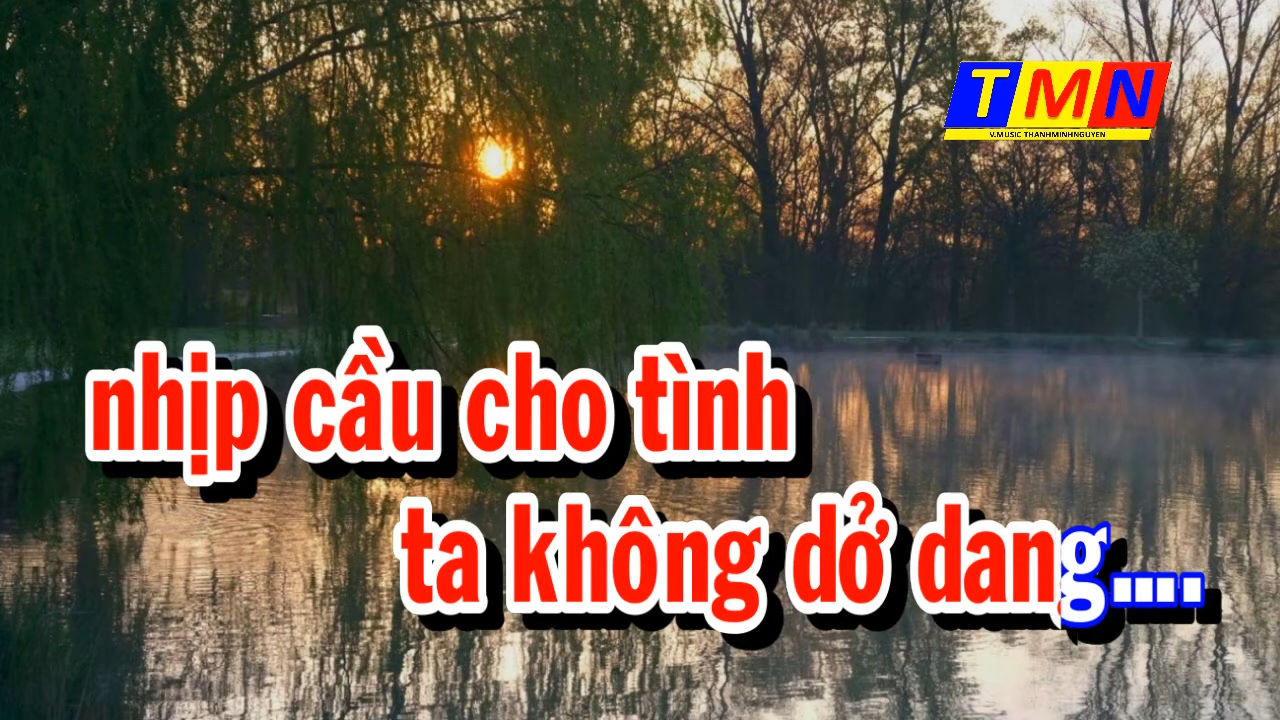 TMN
V.MUSIC THANHMINHNGUYEN
nhịp cầu cho tình
ta không dở dang....